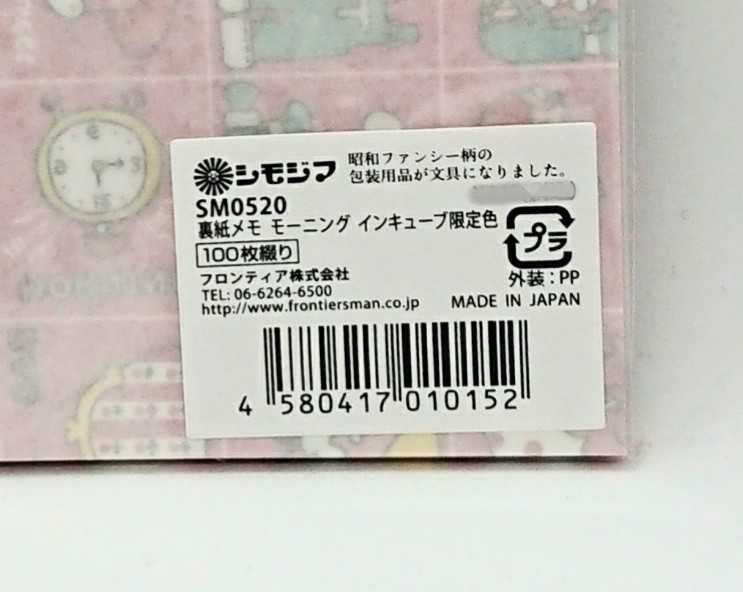 シモジマ
昭和ファンシー柄の
包装用品が文具になりました。
SM0520
裏紙メモ モーニング インキューブ限定色
100枚綴り
プラ
外装：PP
フロンティア株式会社
TEL: 06-6264-6500
http://www.frontiersman.co.jp
MADE IN JAPAN
4 580417 010152